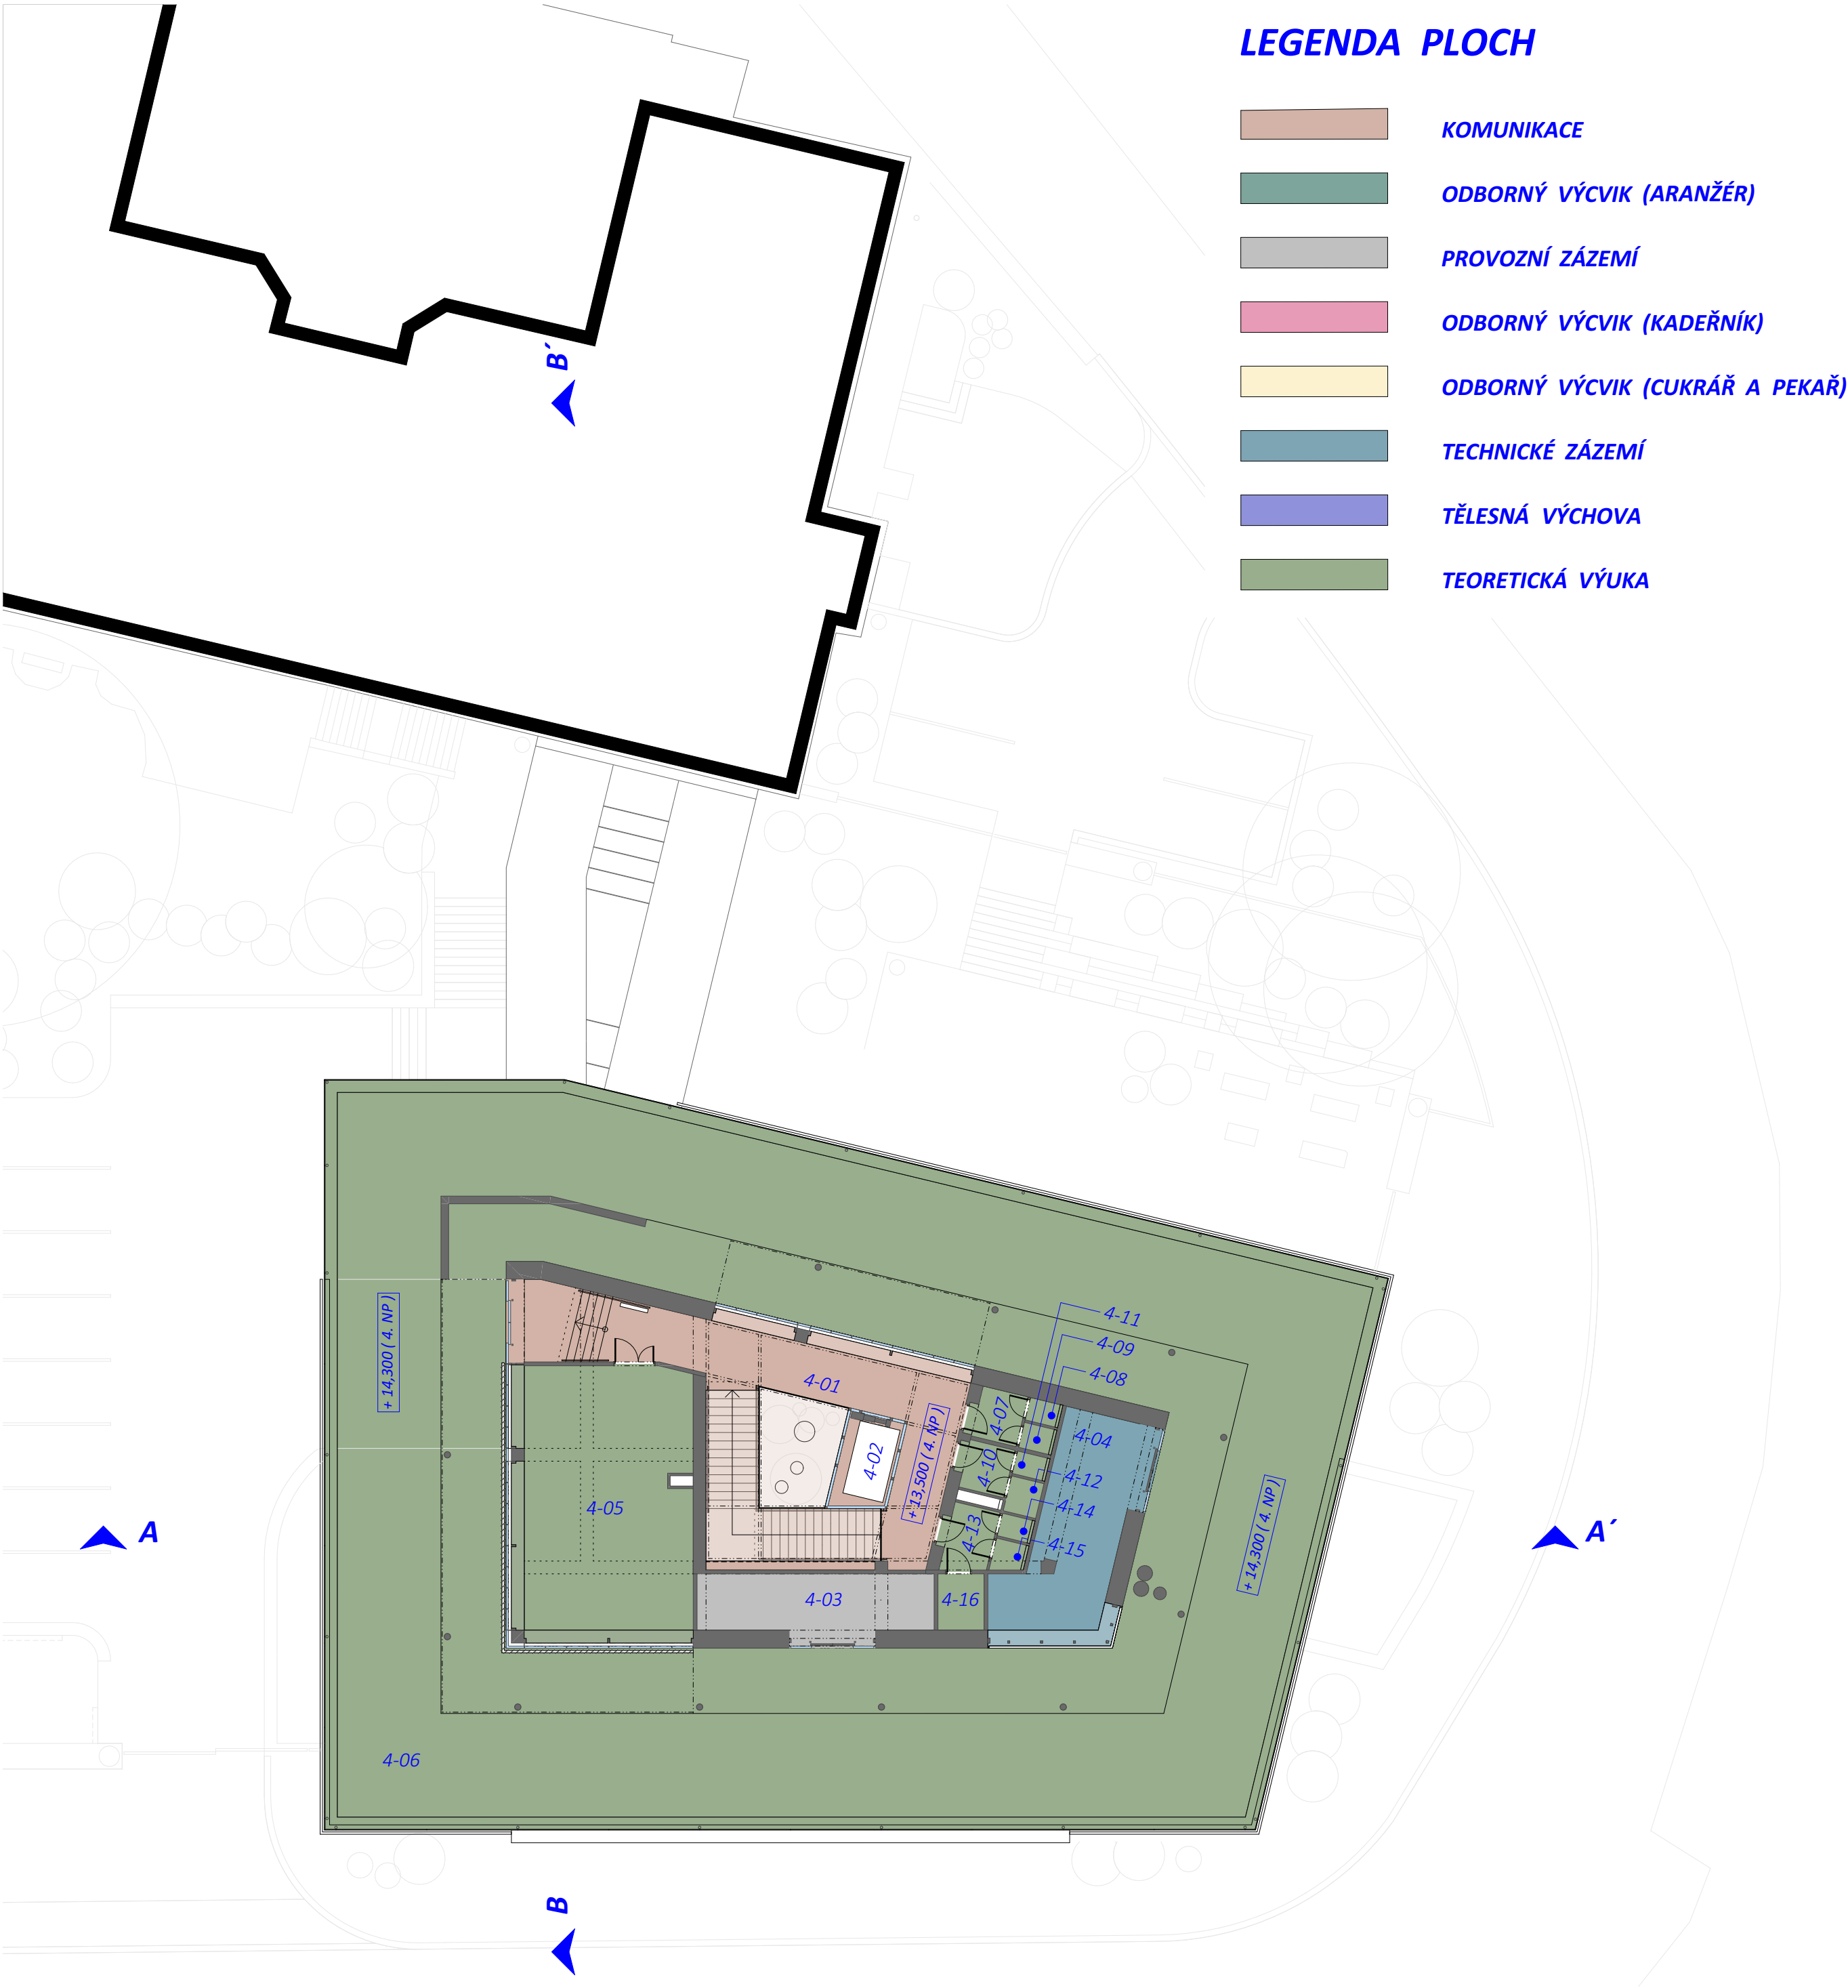 LEGENDA PLOCH
KOMUNIKACE
ODBORNÝ VÝCVIK (ARANŽÉR)
PROVOZNÍ ZÁZEMÍ
ODBORNÝ VÝCVIK (KADEŘNÍK)
ODBORNÝ VÝCVIK (CUKRÁŘ A PEKAŘ)
TECHNICKÉ ZÁZEMÍ
TĚLESNÁ VÝCHOVA
TEORETICKÁ VÝUKA
B´
4-11
4-09
4-08
+ 14,300 ( 4. NP )
4-01
4-07
4-04
4-02
4-10
+ 13,500 ( 4. NP )
4-12
4-05
4-14
4-13
4-15
A
A´
+ 14,300 ( 4. NP )
4-03
4-16
4-06
B